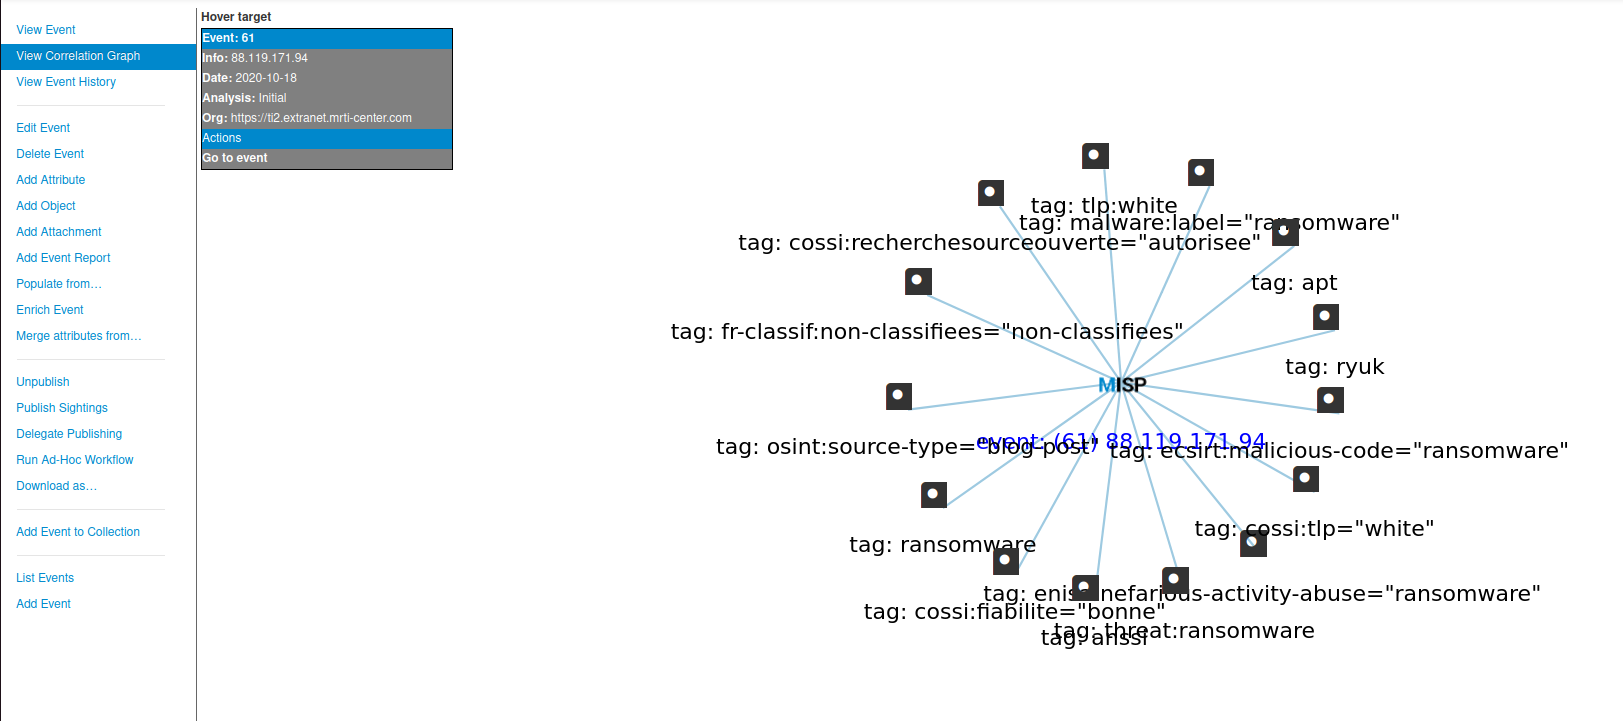 View Event
View Correlation Graph
View Event History
Edit Event
Delete Event
Add Attribute
Add Object
Add Attachment
Add Event Report
Populate from…
Enrich Event
Merge attributes from…
Unpublish
Publish Sightings
Delegate Publishing
Run Ad-Hoc Workflow
Download as…
Add Event to Collection
List Events
Add Event
Hover target
Event: 61
Info: 88.119.171.94
Date: 2020-10-18
Analysis: Initial
Org: https://ti2.extranet.mrti-center.com
Actions
Go to event
tag: tlp:white
tag: malware:label="ransomware"
tag: cossi:recherchesourceouverte="autorisee"
tag: apt
tag: fr-classif:non-classifiees="non-classifiees"
tag: ryuk
MISP
event: (61) 88.119.171.94
tag: osint:source-type="blog-post"
tag: ecsirt:malicious-code="ransomware"
tag: cossi:tlp="white"
tag: ransomware
tag: enisa:nefarious-activity-abuse="ransomware"
tag: cossi:fiabilite="bonne"
tag: threat:ransomware
tag: anssi